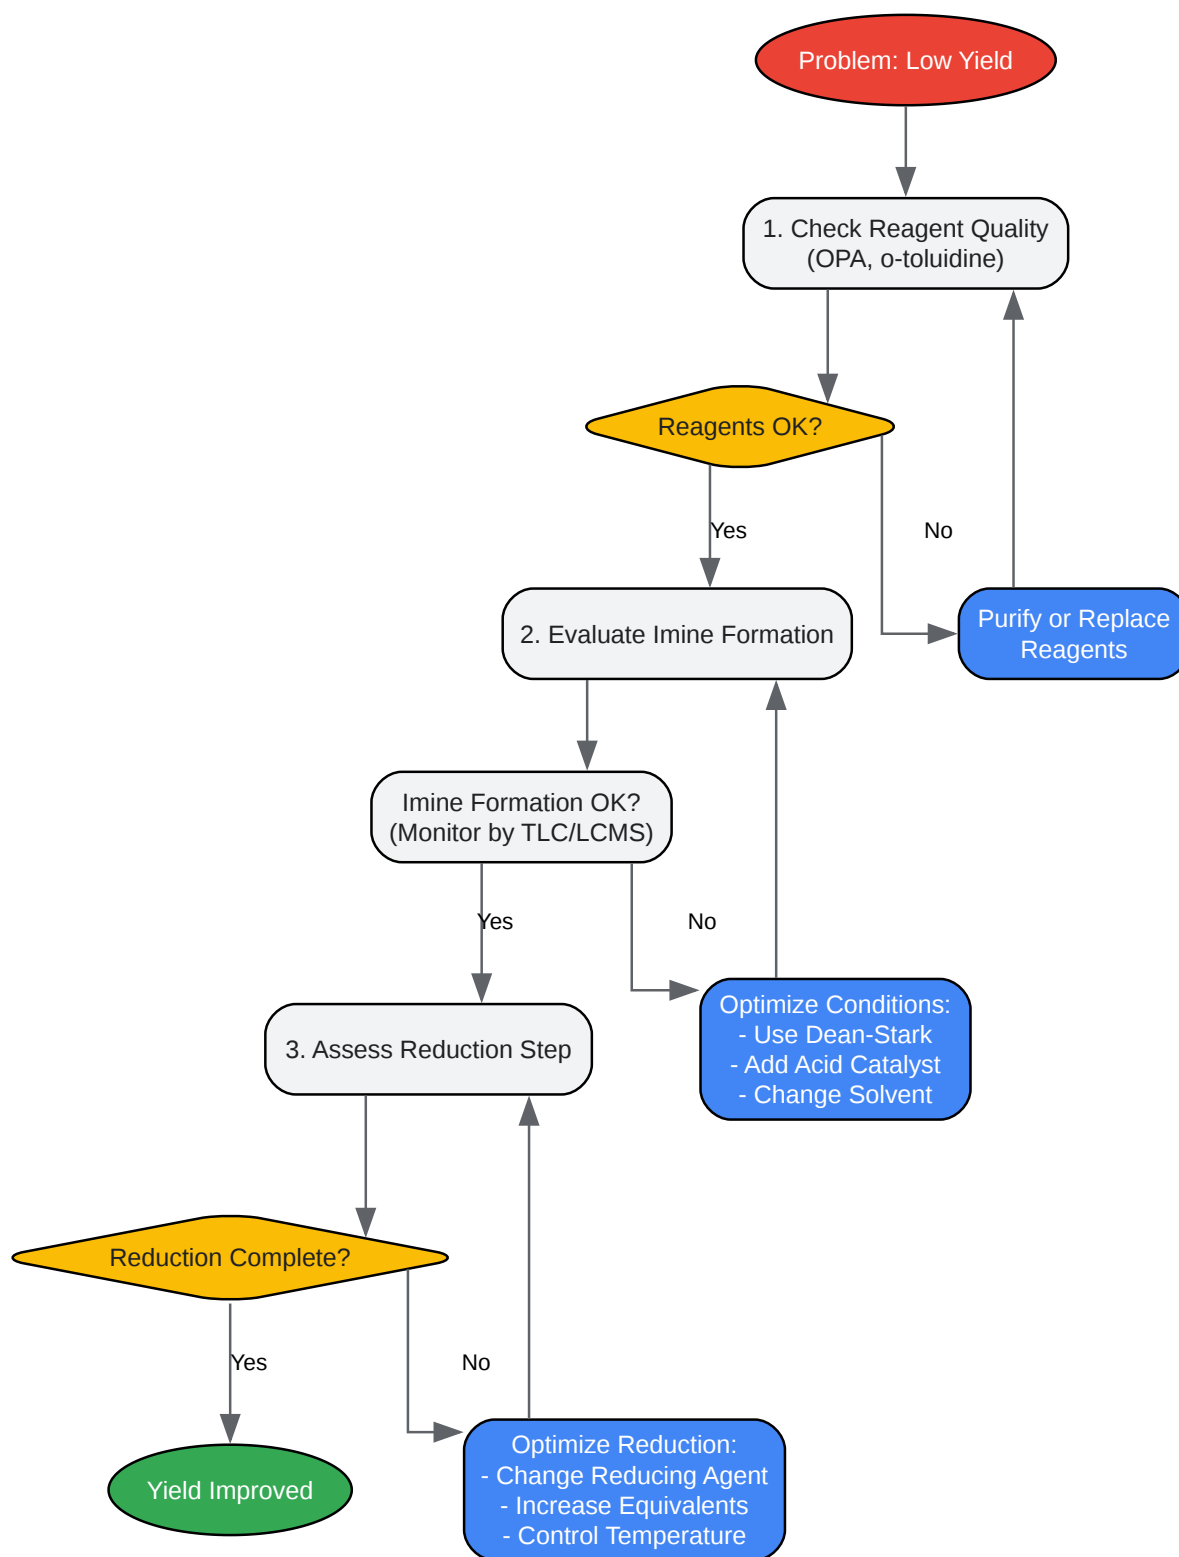 Problem: Low Yield
1. Check Reagent Quality
(OPA, o-toluidine)
Reagents OK?
Yes
No
2. Evaluate Imine Formation
Purify or Replace
Reagents
Imine Formation OK?
(Monitor by TLC/LCMS)
Yes
No
3. Assess Reduction Step
Optimize Conditions:
- Use Dean-Stark
- Add Acid Catalyst
- Change Solvent
Reduction Complete?
Yes
No
Yield Improved
Optimize Reduction:
- Change Reducing Agent
- Increase Equivalents
- Control Temperature